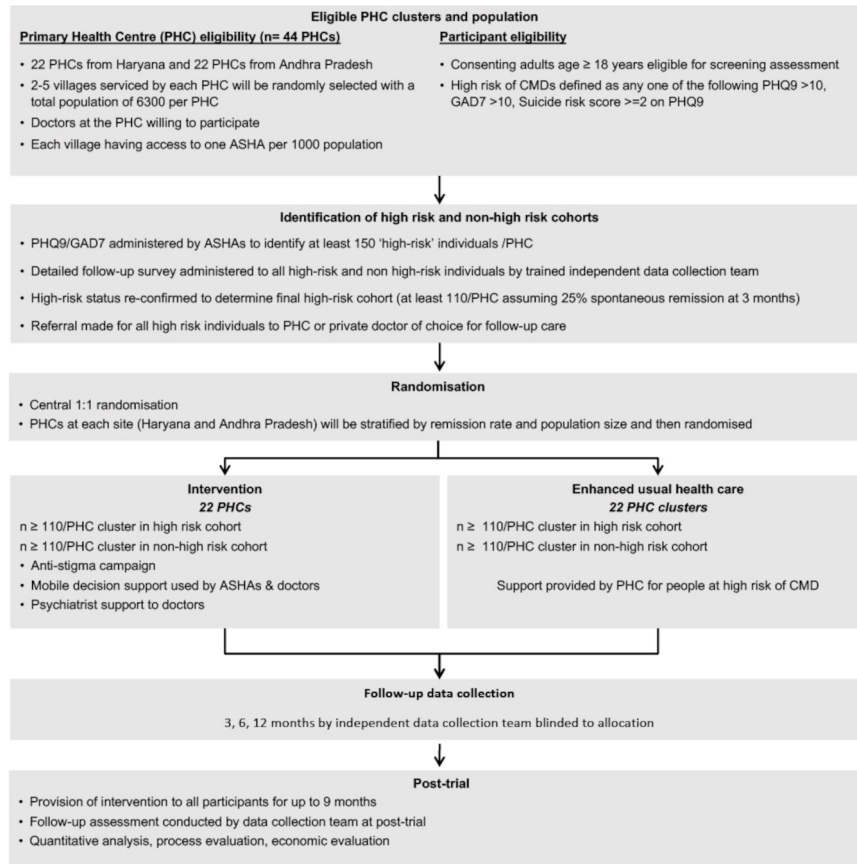 Eligible PHC clusters and population
Primary Health Centre (PHC) eligibility (n= 44 PHCs)
• 22 PHCs from Haryana and 22 PHCs from Andhra Pradesh
• 2-5 villages serviced by each PHC will be randomly selected with a
total population of 6300 per PHC
• Doctors at the PHC willing to participate
• Each village having access to one ASHA per 1000 population
Participant eligibility
• Consenting adults age ≥ 18 years eligible for screening assessment
• High risk of CMDs defined as any one of the following PHQ9 >10,
GAD7 >10, Suicide risk score >=2 on PHQ9
Identification of high risk and non-high risk cohorts
• PHQ9/GAD7 administered by ASHAs to identify at least 150 ‘high-risk’ individuals /PHC
• Detailed follow-up survey administered to all high-risk and non high-risk individuals by trained independent data collection team
• High-risk status re-confirmed to determine final high-risk cohort (at least 110/PHC assuming 25% spontaneous remission at 3 months)
• Referral made for all high risk individuals to PHC or private doctor of choice for follow-up care
Randomisation
• Central 1:1 randomisation
• PHCs at each site (Haryana and Andhra Pradesh) will be stratified by remission rate and population size and then randomised
Intervention
22 PHCs
n ≥ 110/PHC cluster in high risk cohort
n ≥ 110/PHC cluster in non-high risk cohort
• Anti-stigma campaign
• Mobile decision support used by ASHAs & doctors
• Psychiatrist support to doctors
Enhanced usual health care
22 PHC clusters
n ≥ 110/PHC cluster in high risk cohort
n ≥ 110/PHC cluster in non-high risk cohort
Support provided by PHC for people at high risk of CMD
Follow-up data collection
3, 6, 12 months by independent data collection team blinded to allocation
Post-trial
• Provision of intervention to all participants for up to 9 months
• Follow-up assessment conducted by data collection team at post-trial
• Quantitative analysis, process evaluation, economic evaluation